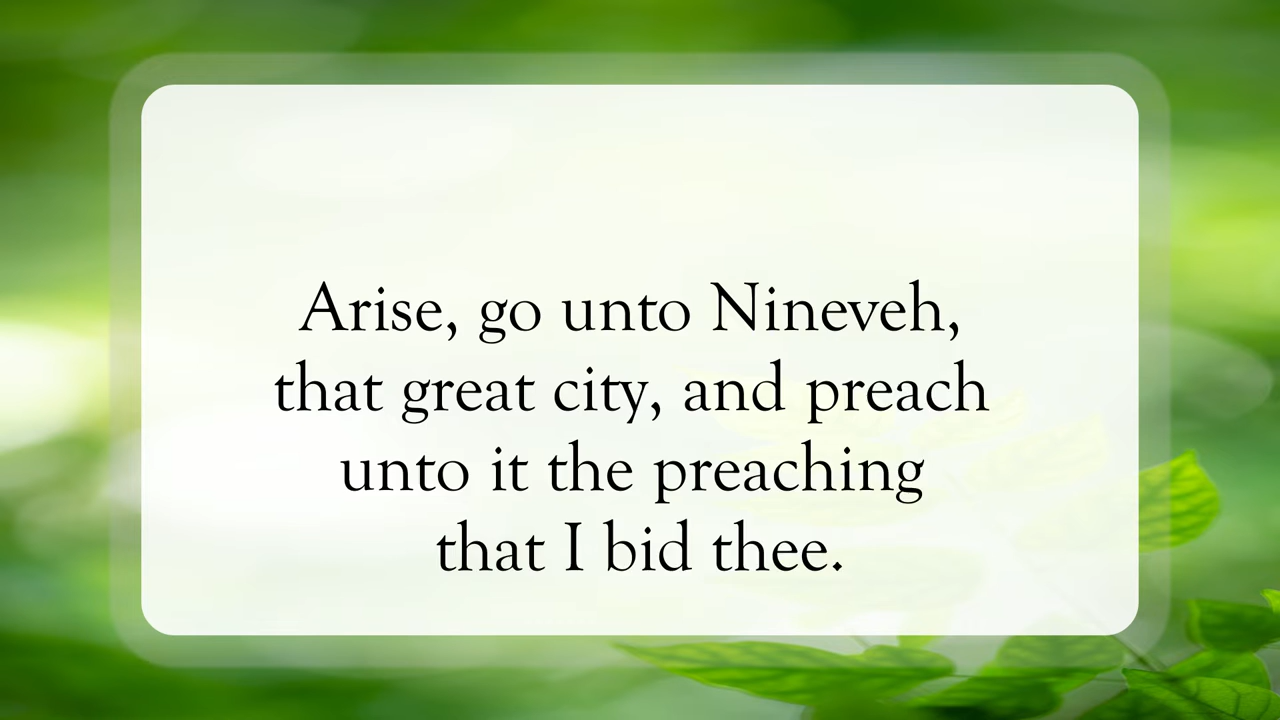 Arise, go unto Nineveh,
that great city, and preach
unto it the preaching
that I bid thee.